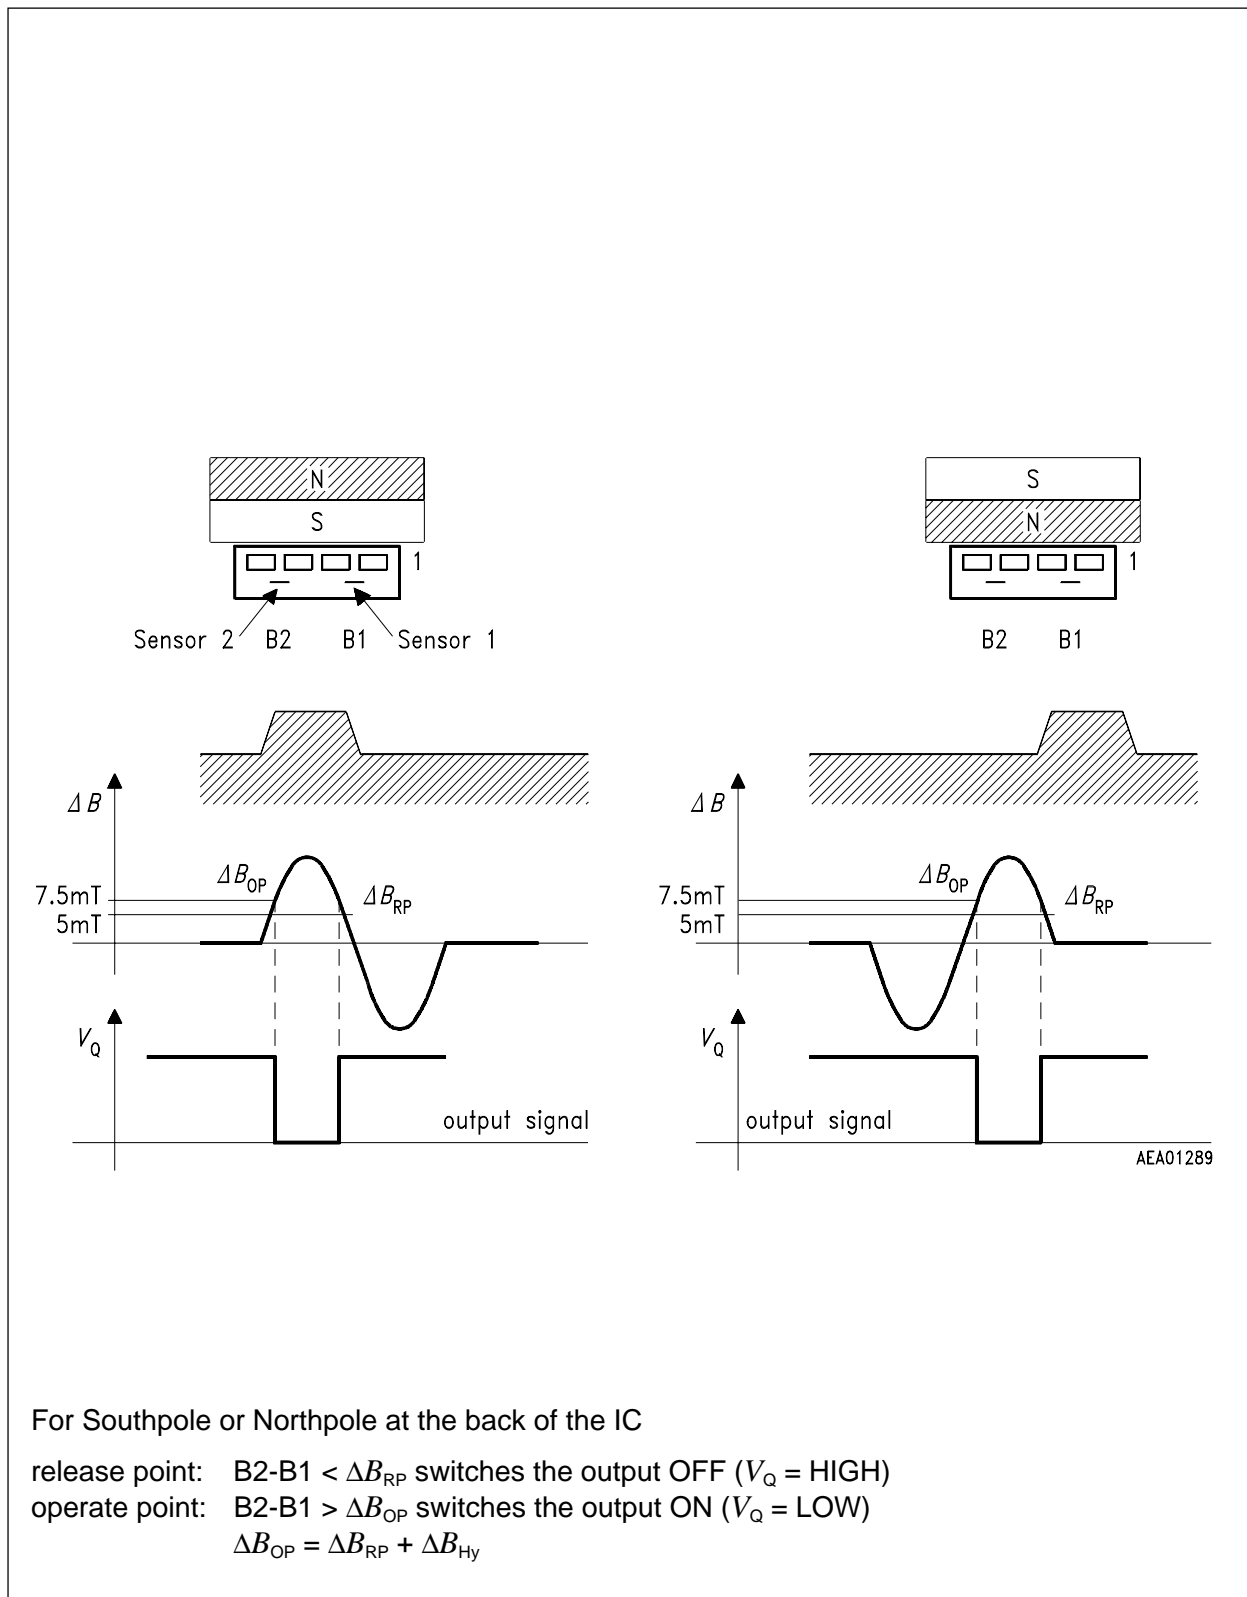 N
S
1
Sensor 2 B2 B1 Sensor 1
S
N
1
B2 B1
ΔB
ΔB_OP
7.5mT
ΔB_RP
5mT
V_Q
output signal
ΔB
ΔB_OP
7.5mT
ΔB_RP
5mT
V_Q
output signal
AEA01289
For Southpole or Northpole at the back of the IC
release point: B2-B1 < ΔB_RP switches the output OFF (V_Q = HIGH)
operate point: B2-B1 > ΔB_OP switches the output ON (V_Q = LOW)
ΔB_OP = ΔB_RP + ΔB_Hy